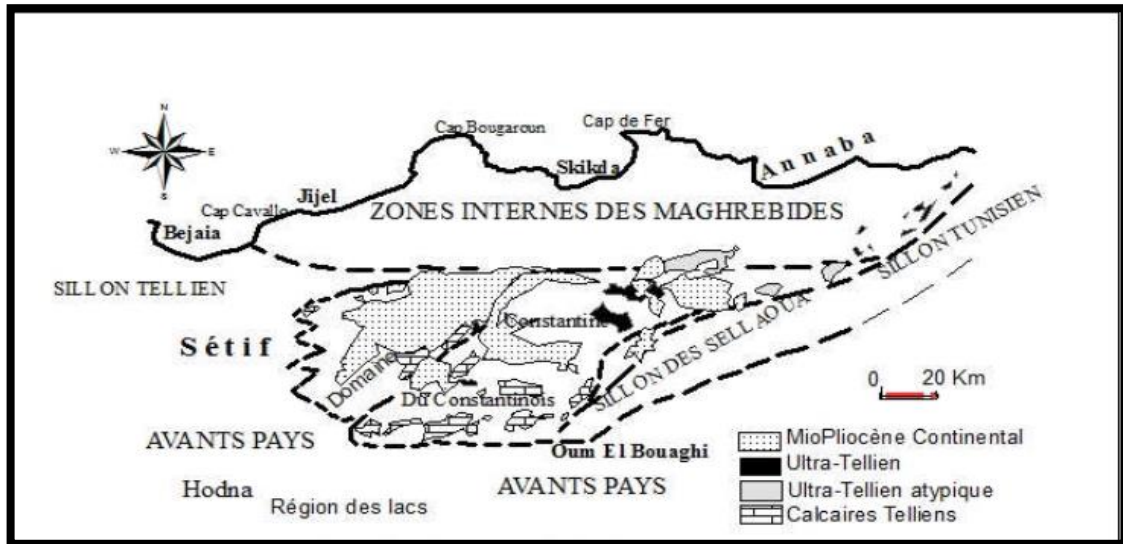 N
W
E
S
Cap Bougaroun
Cap de Fer
Skikda
Annaba
Jijel
Cap Cavallo
Bejaia
ZONES INTERNES DES MAGHREBIDES
SILLON TELLIEN
SILLON TUNISIEN
Constantine
Sétif
SILLON DES SELLAOUA
Domaine
Du Constantinois
0 20 Km
AVANTS PAYS
Oum El Bouaghi
Hodna
AVANTS PAYS
Région des lacs
MioPliocène Continental
Ultra-Tellien
Ultra-Tellien atypique
Calcaires Telliens